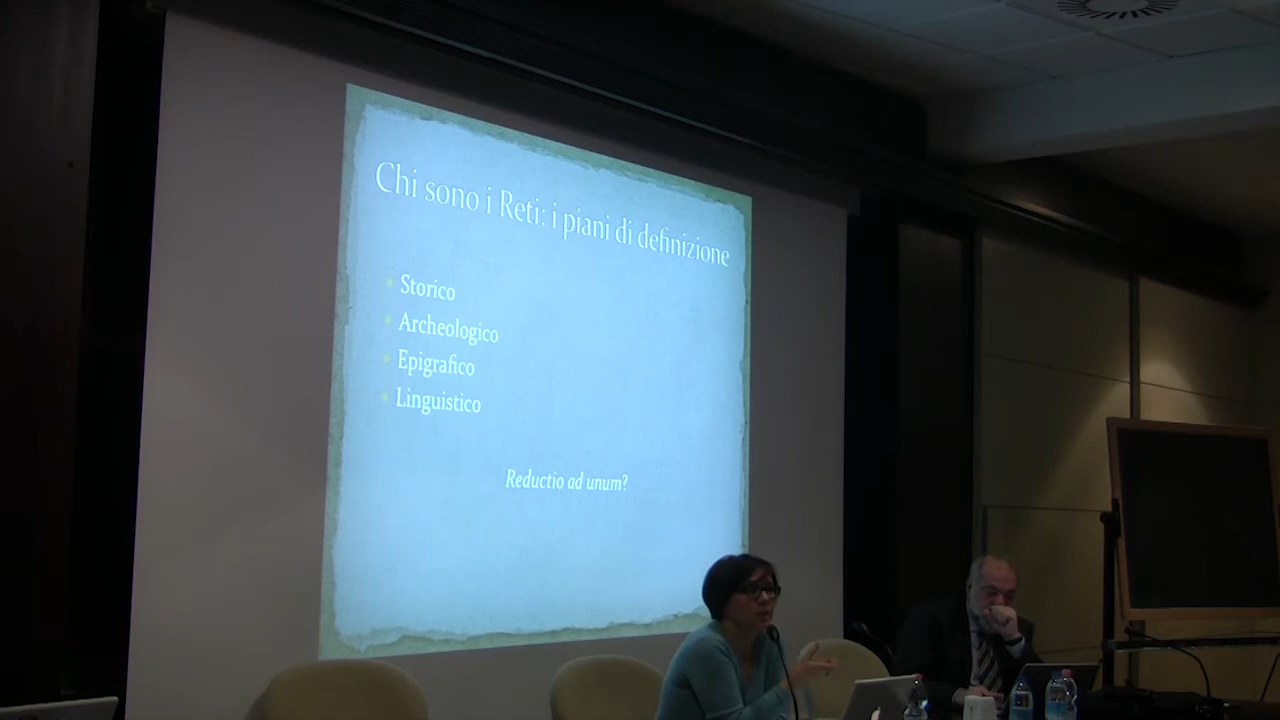 Chi sono i Reti: i piani di definizione
Storico
Archeologico
Epigrafico
Linguistico
Reductio ad unum?